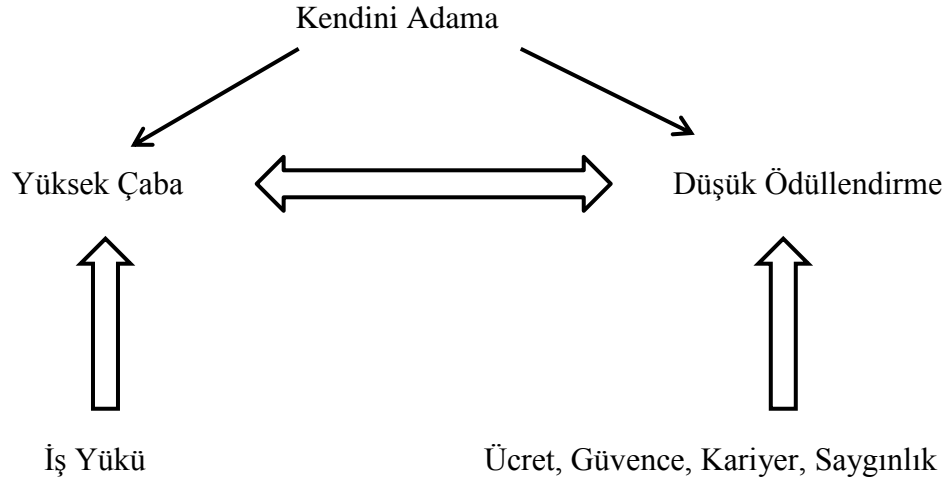 Kendini Adama
Yüksek Çaba
Düşük Ödüllendirme
İş Yükü
Ücret, Güvence, Kariyer, Saygınlık